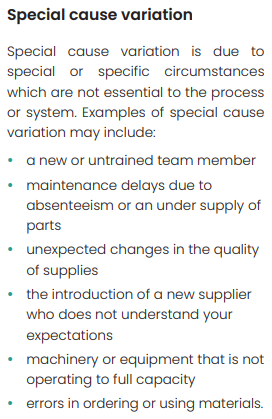 Special cause variation
Special cause variation is due to
special or specific circumstances
which are not essential to the process
or system. Examples of special cause
variation may include:
• a new or untrained team member
• maintenance delays due to
absenteeism or an under supply of
parts
• unexpected changes in the quality
of supplies
• the introduction of a new supplier
who does not understand your
expectations
• machinery or equipment that is not
operating to full capacity
• errors in ordering or using materials.